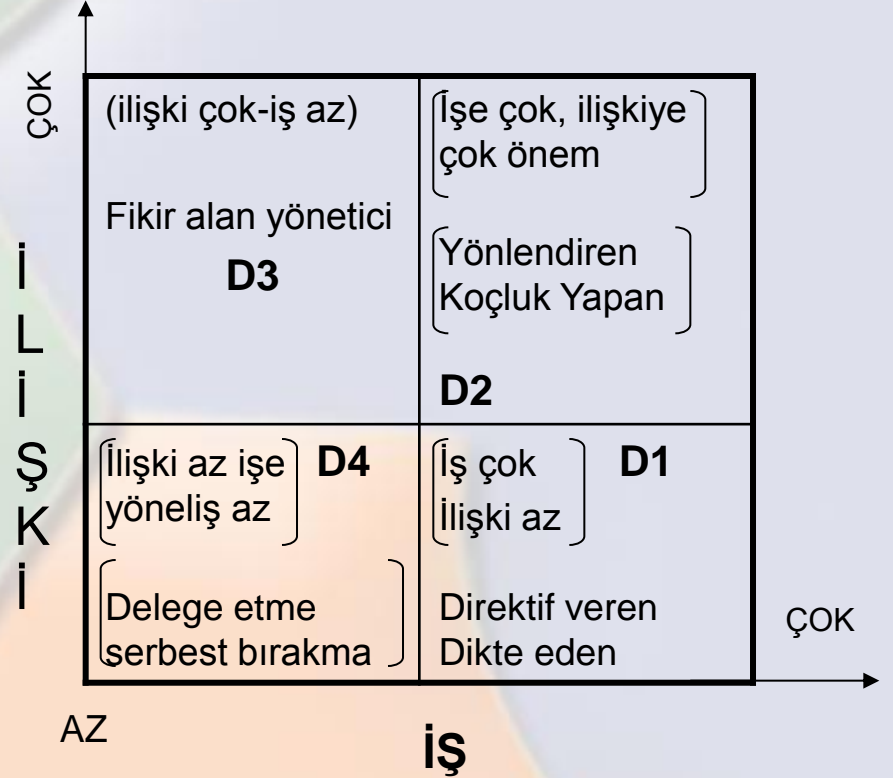 ÇOK
İLİŞKİ
(ilişki çok-iş az)
Fikir alan yönetici
D3
İşe çok, ilişkiye
çok önem
Yönlendiren
Koçluk Yapan
D2
İlişki az işe D4
yöneliş az
Delege etme
serbest bırakma
İş çok D1
İlişki az
Direktif veren
Dikte eden
ÇOK
AZ
İŞ